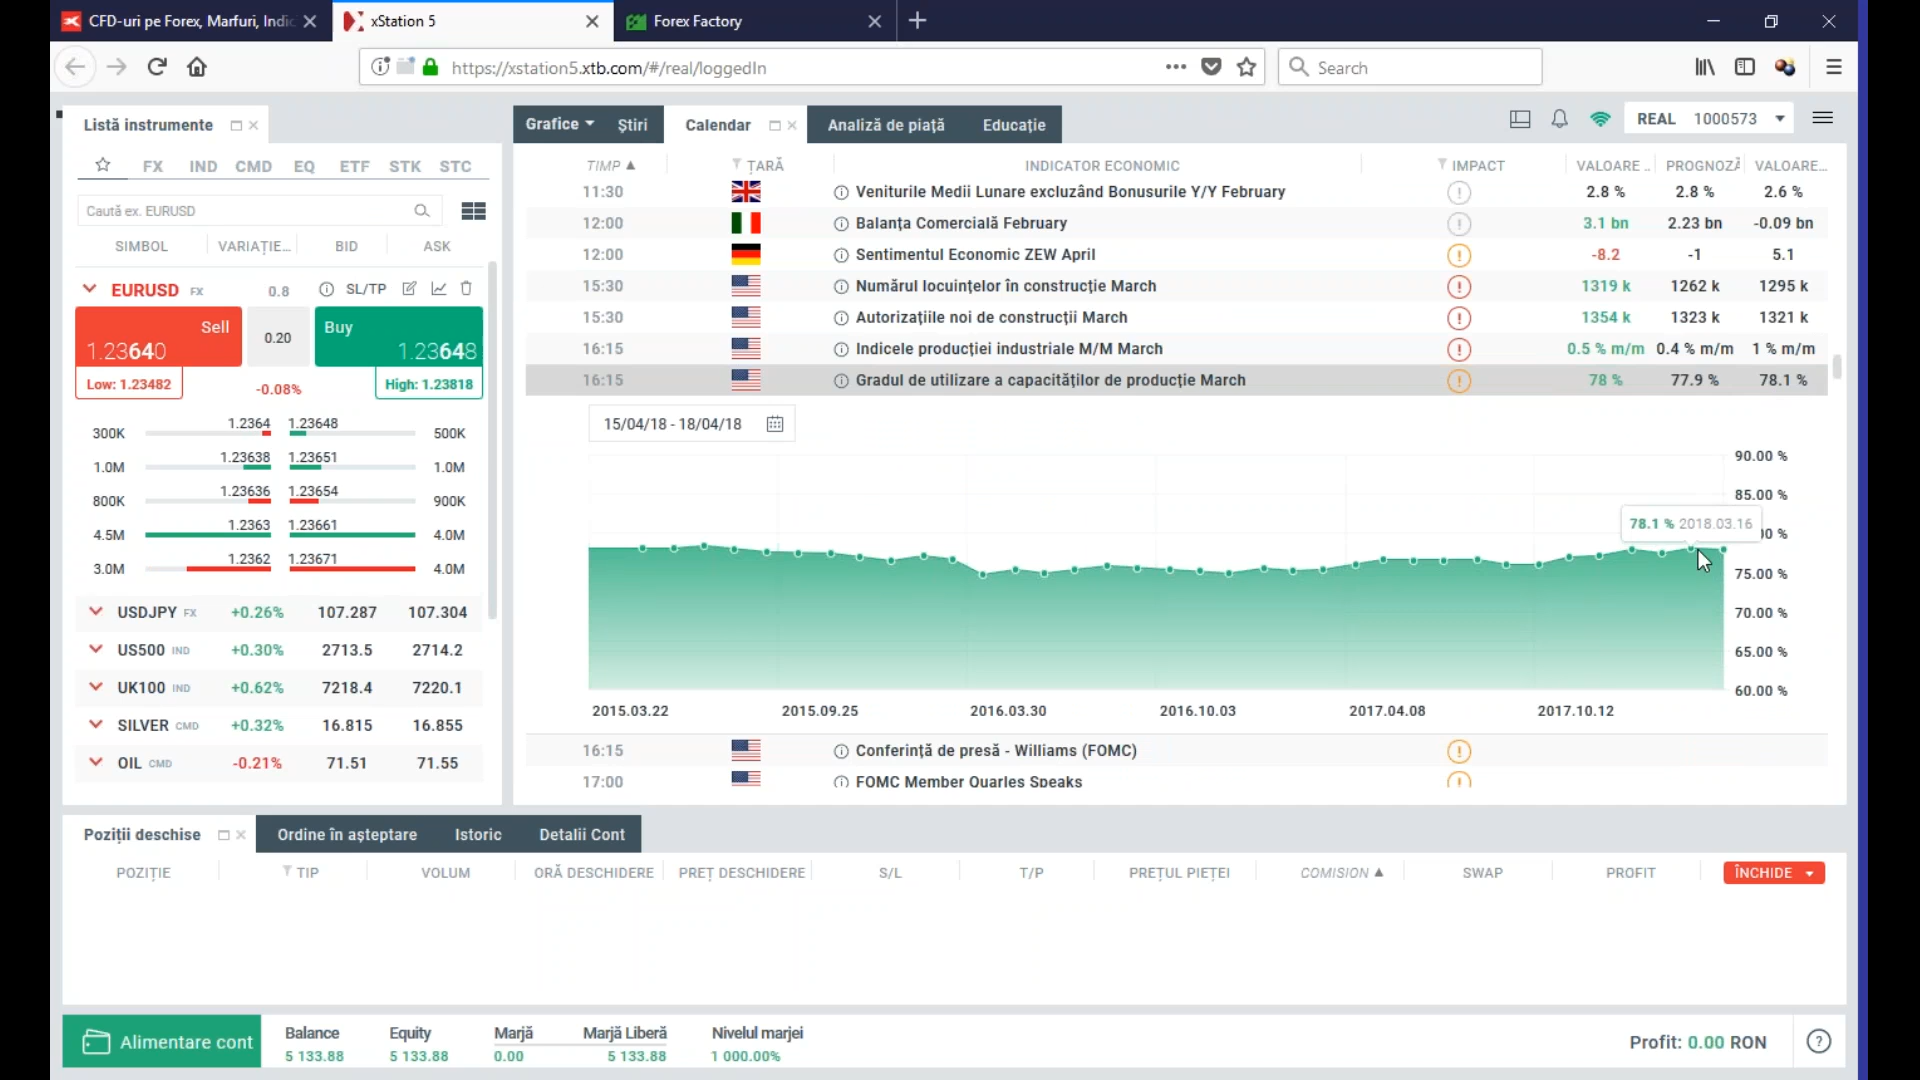 CFD-uri pe Forex, Marfuri, Indic
xStation 5
Forex Factory
https://xstation5.xtb.com/#/real/loggedIn
Search
Listă instrumente
Grafice
Știri
Calendar
Analiză de piață
Educație
REAL 1000573
FX IND CMD EQ ETF STK STC
Caută ex. EURUSD
SIMBOL VARIAȚIE... BID ASK
EURUSD FX 0.8 SL/TP
Sell 1.23640
0.20
Buy 1.23648
Low: 1.23482
-0.08%
High: 1.23818
300K 1.2364 1.23648 500K
1.0M 1.23638 1.23651 1.0M
800K 1.23636 1.23654 900K
4.5M 1.2363 1.23661 4.0M
3.0M 1.2362 1.23671 4.0M
USDJPY FX +0.26% 107.287 107.304
US500 IND +0.30% 2713.5 2714.2
UK100 IND +0.62% 7218.4 7220.1
SILVER CMD +0.32% 16.815 16.855
OIL CMD -0.21% 71.51 71.55
TIMP ȚARĂ INDICATOR ECONOMIC IMPACT VALOARE .. PROGNOZĂ VALOARE...
11:30 Veniturile Medii Lunare excluzând Bonusurile Y/Y February 2.8 % 2.8 % 2.6 %
12:00 Balanța Comercială February 3.1 bn 2.23 bn -0.09 bn
12:00 Sentimentul Economic ZEW April -8.2 -1 5.1
15:30 Numărul locuințelor în construcție March 1319 k 1262 k 1295 k
15:30 Autorizațiile noi de construcții March 1354 k 1323 k 1321 k
16:15 Indicele producției industriale M/M March 0.5 % m/m 0.4 % m/m 1 % m/m
16:15 Gradul de utilizare a capacităților de producție March 78 % 77.9 % 78.1 %
15/04/18 - 18/04/18
90.00 %
85.00 %
78.1 % 2018.03.16
75.00 %
70.00 %
65.00 %
60.00 %
2015.03.22 2015.09.25 2016.03.30 2016.10.03 2017.04.08 2017.10.12
16:15 Conferință de presă - Williams (FOMC)
17:00 FOMC Member Quarles Speaks
Poziții deschise
Ordine în așteptare
Istoric
Detalii Cont
POZIȚIE TIP VOLUM ORĂ DESCHIDERE PREȚ DESCHIDERE S/L T/P PREȚUL PIEȚEI COMISION SWAP PROFIT ÎNCHIDE
Alimentare cont
Balance Equity Marjă Marjă Liberă Nivelul marjei
5 133.88 5 133.88 0.00 5 133.88 1 000.00%
Profit: 0.00 RON